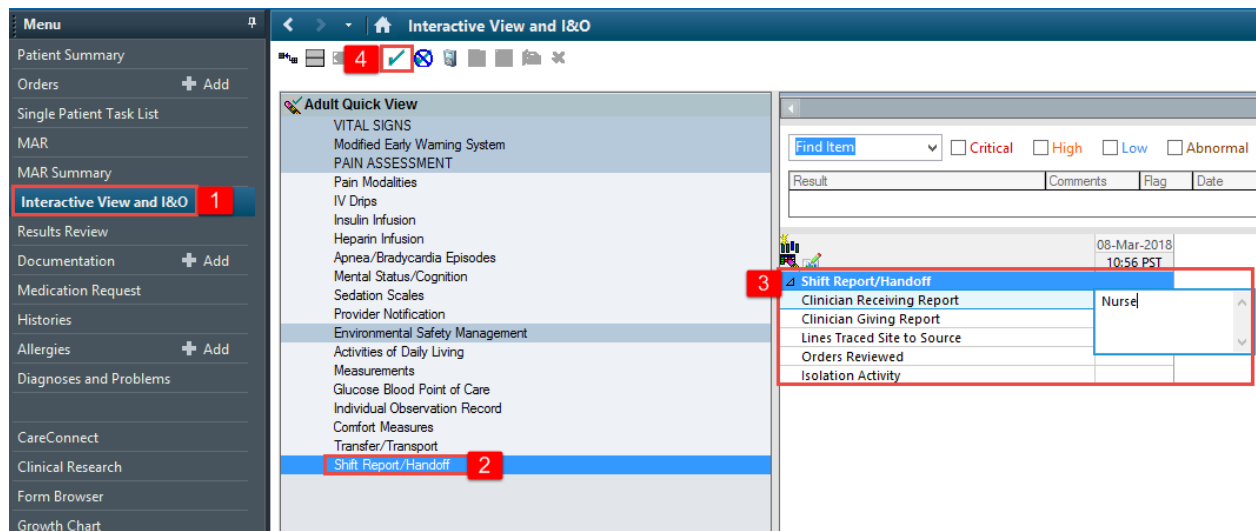 Menu
Patient Summary
Orders + Add
Single Patient Task List
MAR
MAR Summary
Interactive View and I&O 1
Results Review
Documentation + Add
Medication Request
Histories
Allergies + Add
Diagnoses and Problems
CareConnect
Clinical Research
Form Browser
Growth Chart
Interactive View and I&O
4
Adult Quick View
VITAL SIGNS
Modified Early Warning System
PAIN ASSESSMENT
Pain Modalities
IV Drips
Insulin Infusion
Heparin Infusion
Apnea/Bradycardia Episodes
Mental Status/Cognition
Sedation Scales
Provider Notification
Environmental Safety Management
Activities of Daily Living
Measurements
Glucose Blood Point of Care
Individual Observation Record
Comfort Measures
Transfer/Transport
Shift Report/Handoff 2
Find Item Critical High Low Abnormal
Result Comments Flag Date
08-Mar-2018
10:56 PST
3 Shift Report/Handoff
Clinician Receiving Report Nurse
Clinician Giving Report
Lines Traced Site to Source
Orders Reviewed
Isolation Activity